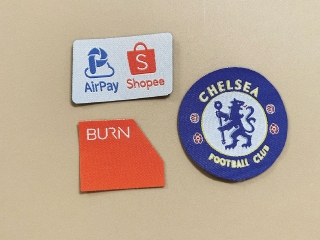 AirPay
S
Shopee
BURN
CHELSEA
FOOTBALL CLUB